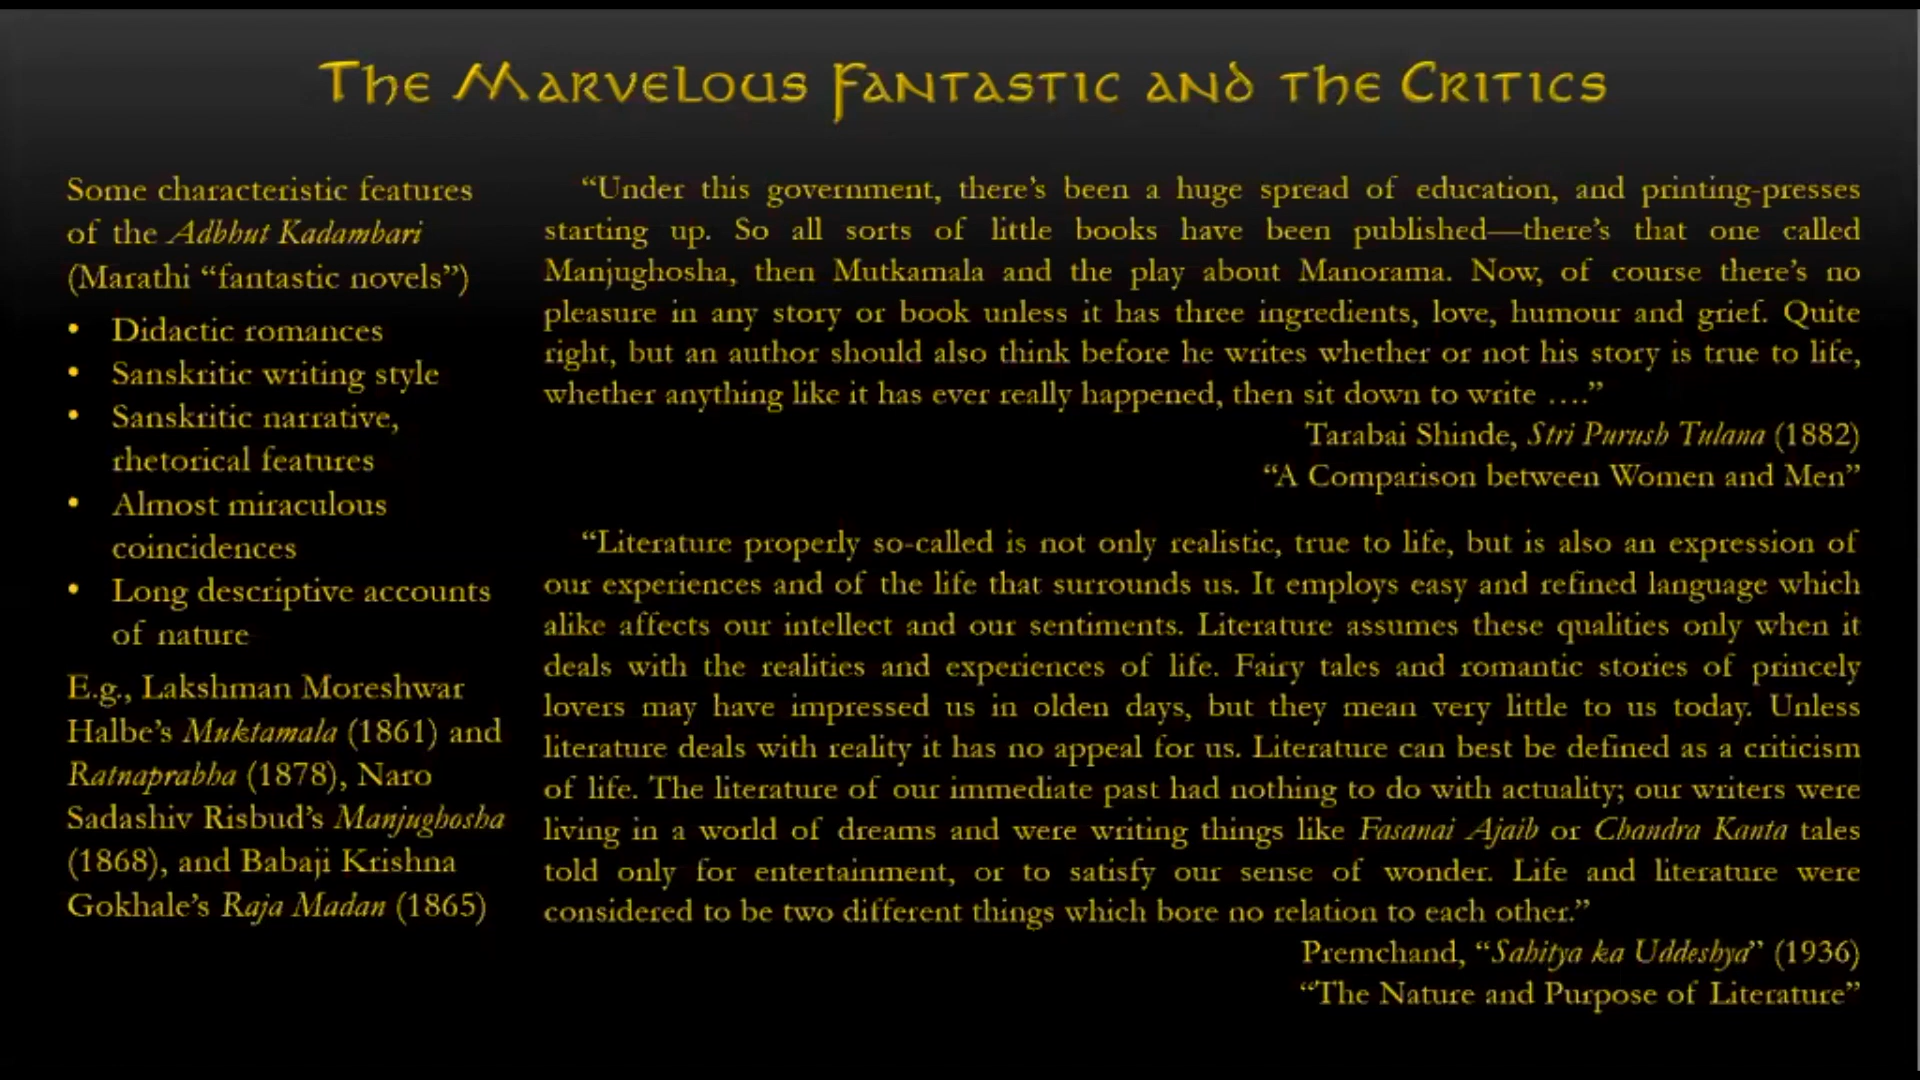 The Marvelous Fantastic and the Critics
Some characteristic features
of the Adbhut Kadambari
(Marathi “fantastic novels”)
• Didactic romances
• Sanskritic writing style
• Sanskritic narrative,
rhetorical features
• Almost miraculous
coincidences
• Long descriptive accounts
of nature
E.g., Lakshman Moreshwar
Halbe’s Muktamala (1861) and
Ratnaprabha (1878), Naro
Sadashiv Risbud’s Manjughosha
(1868), and Babaji Krishna
Gokhale’s Raja Madan (1865)
“Under this government, there’s been a huge spread of education, and printing-presses
starting up. So all sorts of little books have been published—there’s that one called
Manjughosha, then Mutkamala and the play about Manorama. Now, of course there’s no
pleasure in any story or book unless it has three ingredients, love, humour and grief. Quite
right, but an author should also think before he writes whether or not his story is true to life,
whether anything like it has ever really happened, then sit down to write ….”
Tarabai Shinde, Stri Purush Tulana (1882)
“A Comparison between Women and Men”
“Literature properly so-called is not only realistic, true to life, but is also an expression of
our experiences and of the life that surrounds us. It employs easy and refined language which
alike affects our intellect and our sentiments. Literature assumes these qualities only when it
deals with the realities and experiences of life. Fairy tales and romantic stories of princely
lovers may have impressed us in olden days, but they mean very little to us today. Unless
literature deals with reality it has no appeal for us. Literature can best be defined as a criticism
of life. The literature of our immediate past had nothing to do with actuality; our writers were
living in a world of dreams and were writing things like Fasanai Ajaib or Chandra Kanta tales
told only for entertainment, or to satisfy our sense of wonder. Life and literature were
considered to be two different things which bore no relation to each other.”
Premchand, “Sahitya ka Uddeshya” (1936)
“The Nature and Purpose of Literature”